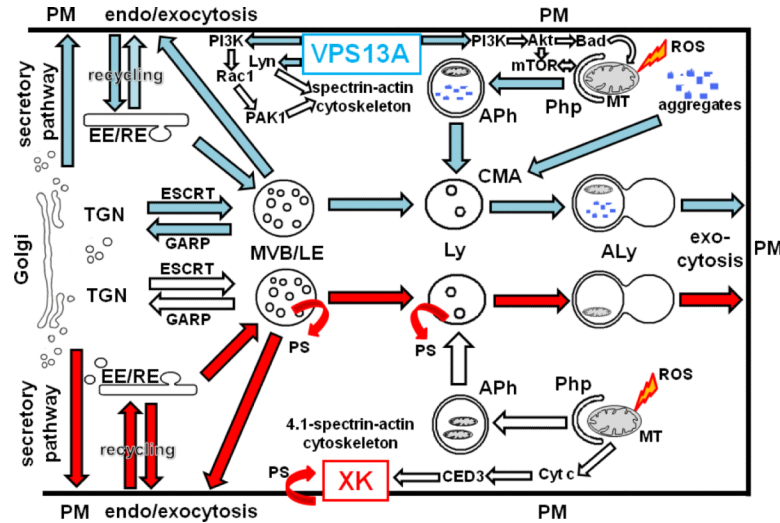 PM endo/exocytosis PM
PI3K VPS13A PI3K Akt Bad ROS
Lyn mTOR
recycling Rac1 spectrin-actin
cytoskeleton Php MT
PAK1 APh aggregates
secretory
pathway
EE/RE
CMA
TGN ESCRT
GARP
MVB/LE Ly ALy exo-
cytosis
Golgi PM
TGN ESCRT
GARP
PS PS
EE/RE APh Php ROS
secretory
pathway
4.1-spectrin-actin
cytoskeleton MT
recycling
PS XK CED3 Cyt c
PM endo/exocytosis PM